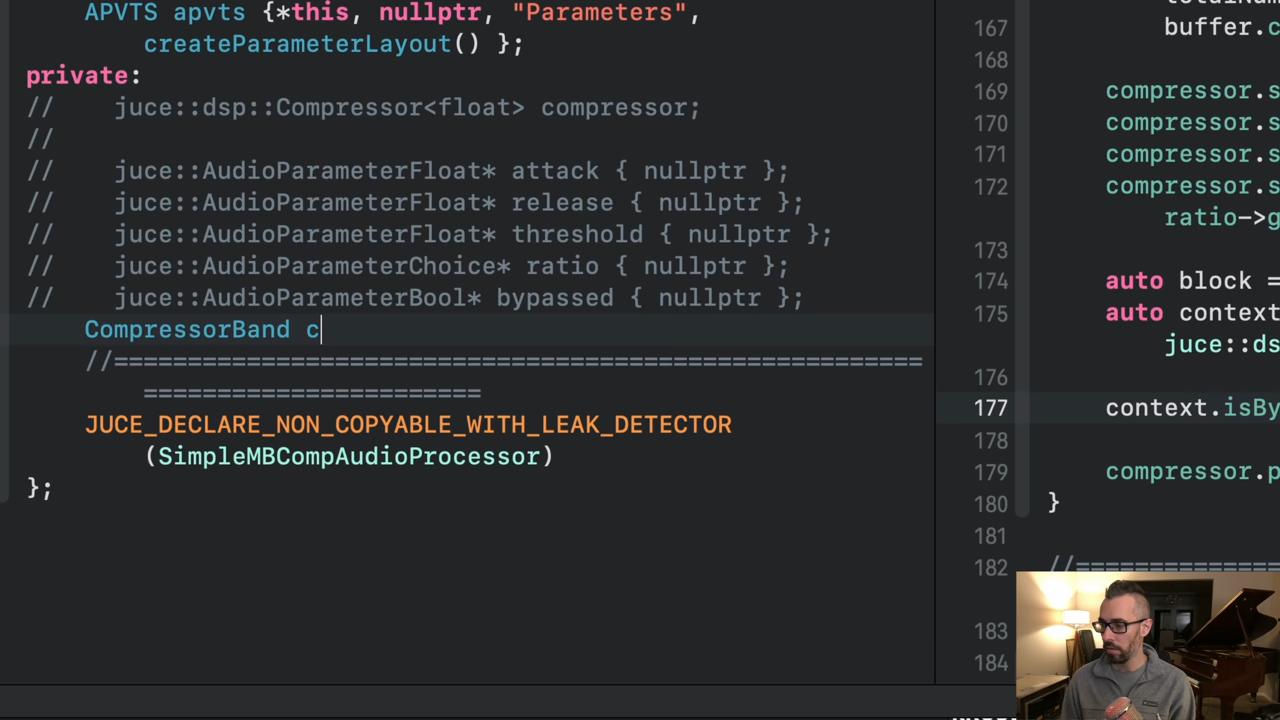 APVTS apvts {*this, nullptr, "Parameters",
createParameterLayout() };
private:
//    juce::dsp::Compressor<float> compressor;
//
//    juce::AudioParameterFloat* attack { nullptr };
//    juce::AudioParameterFloat* release { nullptr };
//    juce::AudioParameterFloat* threshold { nullptr };
//    juce::AudioParameterChoice* ratio { nullptr };
//    juce::AudioParameterBool* bypassed { nullptr };
CompressorBand c
//=======================================================
=======================
JUCE_DECLARE_NON_COPYABLE_WITH_LEAK_DETECTOR
(SimpleMBCompAudioProcessor)
};
167 buffer.c
168
169 compressor.s
170 compressor.s
171 compressor.s
172 compressor.s
ratio->g
173
174 auto block =
175 auto context
juce::ds
176
177 context.isBy
178
179 compressor.p
180 }
181
182 //==============
183
184